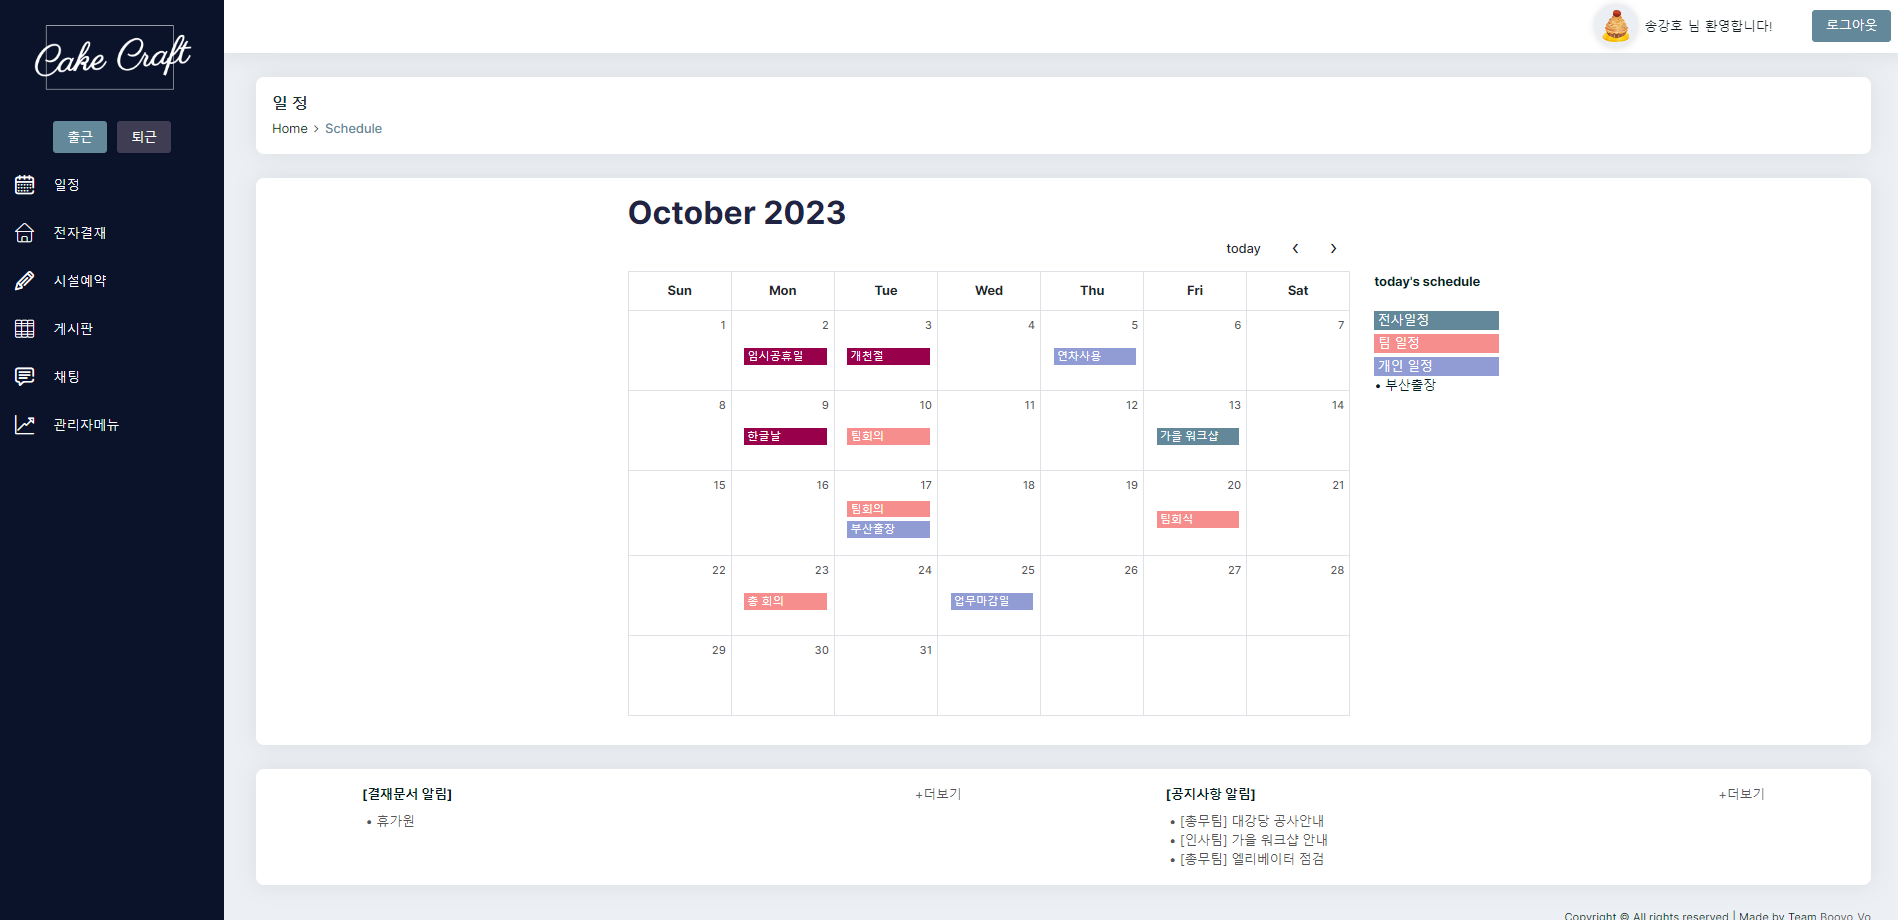 Cake Craft
송강호 님 환영합니다!
로그아웃
출근 퇴근
일정
전자결재
시설예약
게시판
채팅
관리자메뉴
일 정
Home > Schedule
October 2023
today < >
Sun Mon Tue Wed Thu Fri Sat
1 2 3 4 5 6 7
임시공휴일 개천절 연차사용
8 9 10 11 12 13 14
한글날 팀회의 가을 워크샵
15 16 17 18 19 20 21
팀회의 팀회식
부산출장
22 23 24 25 26 27 28
총 회의 업무마감일
29 30 31
today's schedule
전사일정
팀 일정
개인 일정
• 부산출장
[결재문서 알림] +더보기
• 휴가원
[공지사항 알림] +더보기
• [총무팀] 대강당 공사안내
• [인사팀] 가을 워크샵 안내
• [총무팀] 엘리베이터 점검
Copyright © All rights reserved | Made by Team Booyo_Vo